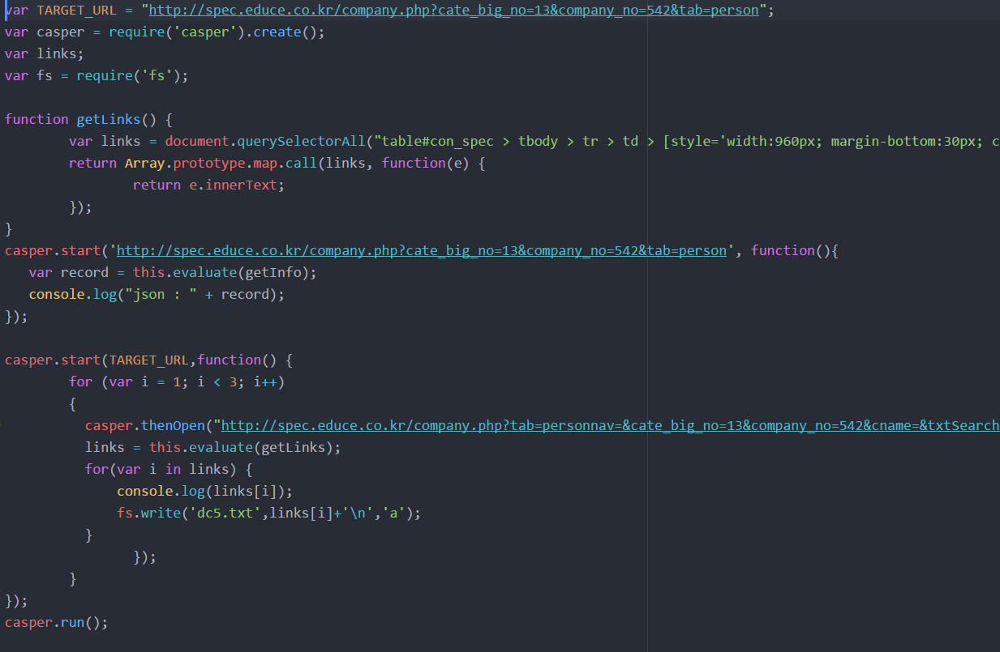 var TARGET_URL = "http://spec.educe.co.kr/company.php?cate_big_no=13&company_no=542&tab=person";
var casper = require('casper').create();
var links;
var fs = require('fs');
function getLinks() {
var links = document.querySelectorAll("table#con_spec > tbody > tr > td > [style='width:960px; margin-bottom:30px; c
return Array.prototype.map.call(links, function(e) {
return e.innerText;
});
}
casper.start('http://spec.educe.co.kr/company.php?cate_big_no=13&company_no=542&tab=person', function(){
var record = this.evaluate(getInfo);
console.log("json : " + record);
});
casper.start(TARGET_URL,function() {
for (var i = 1; i < 3; i++)
{
casper.thenOpen("http://spec.educe.co.kr/company.php?tab=personnav=&cate_big_no=13&company_no=542&cname=&txtSearch
links = this.evaluate(getLinks);
for(var i in links) {
console.log(links[i]);
fs.write('dc5.txt',links[i]+'\n','a');
}
});
}
});
casper.run();